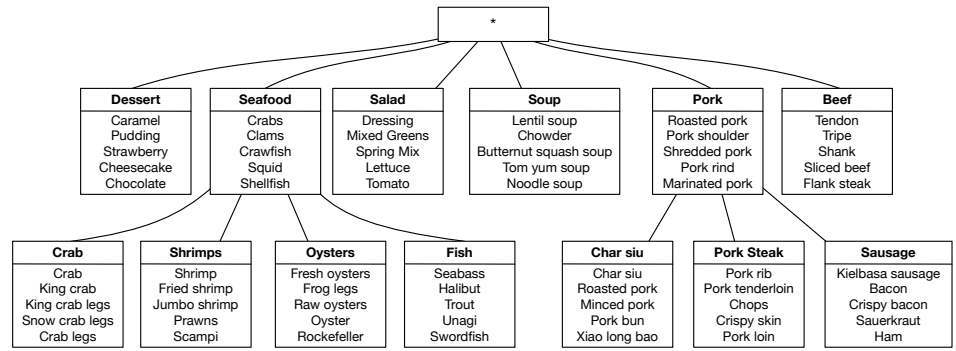 *
Dessert
Caramel
Pudding
Strawberry
Cheesecake
Chocolate
Seafood
Crabs
Clams
Crawfish
Squid
Shellfish
Salad
Dressing
Mixed Greens
Spring Mix
Lettuce
Tomato
Soup
Lentil soup
Chowder
Butternut squash soup
Tom yum soup
Noodle soup
Pork
Roasted pork
Pork shoulder
Shredded pork
Pork rind
Marinated pork
Beef
Tendon
Tripe
Shank
Sliced beef
Flank steak
Crab
Crab
King crab
King crab legs
Snow crab legs
Crab legs
Shrimps
Shrimp
Fried shrimp
Jumbo shrimp
Prawns
Scampi
Oysters
Fresh oysters
Frog legs
Raw oysters
Oyster
Rockefeller
Fish
Seabass
Halibut
Trout
Unagi
Swordfish
Char siu
Char siu
Roasted pork
Minced pork
Pork bun
Xiao long bao
Pork Steak
Pork rib
Pork tenderloin
Chops
Crispy skin
Pork loin
Sausage
Kielbasa sausage
Bacon
Crispy bacon
Sauerkraut
Ham